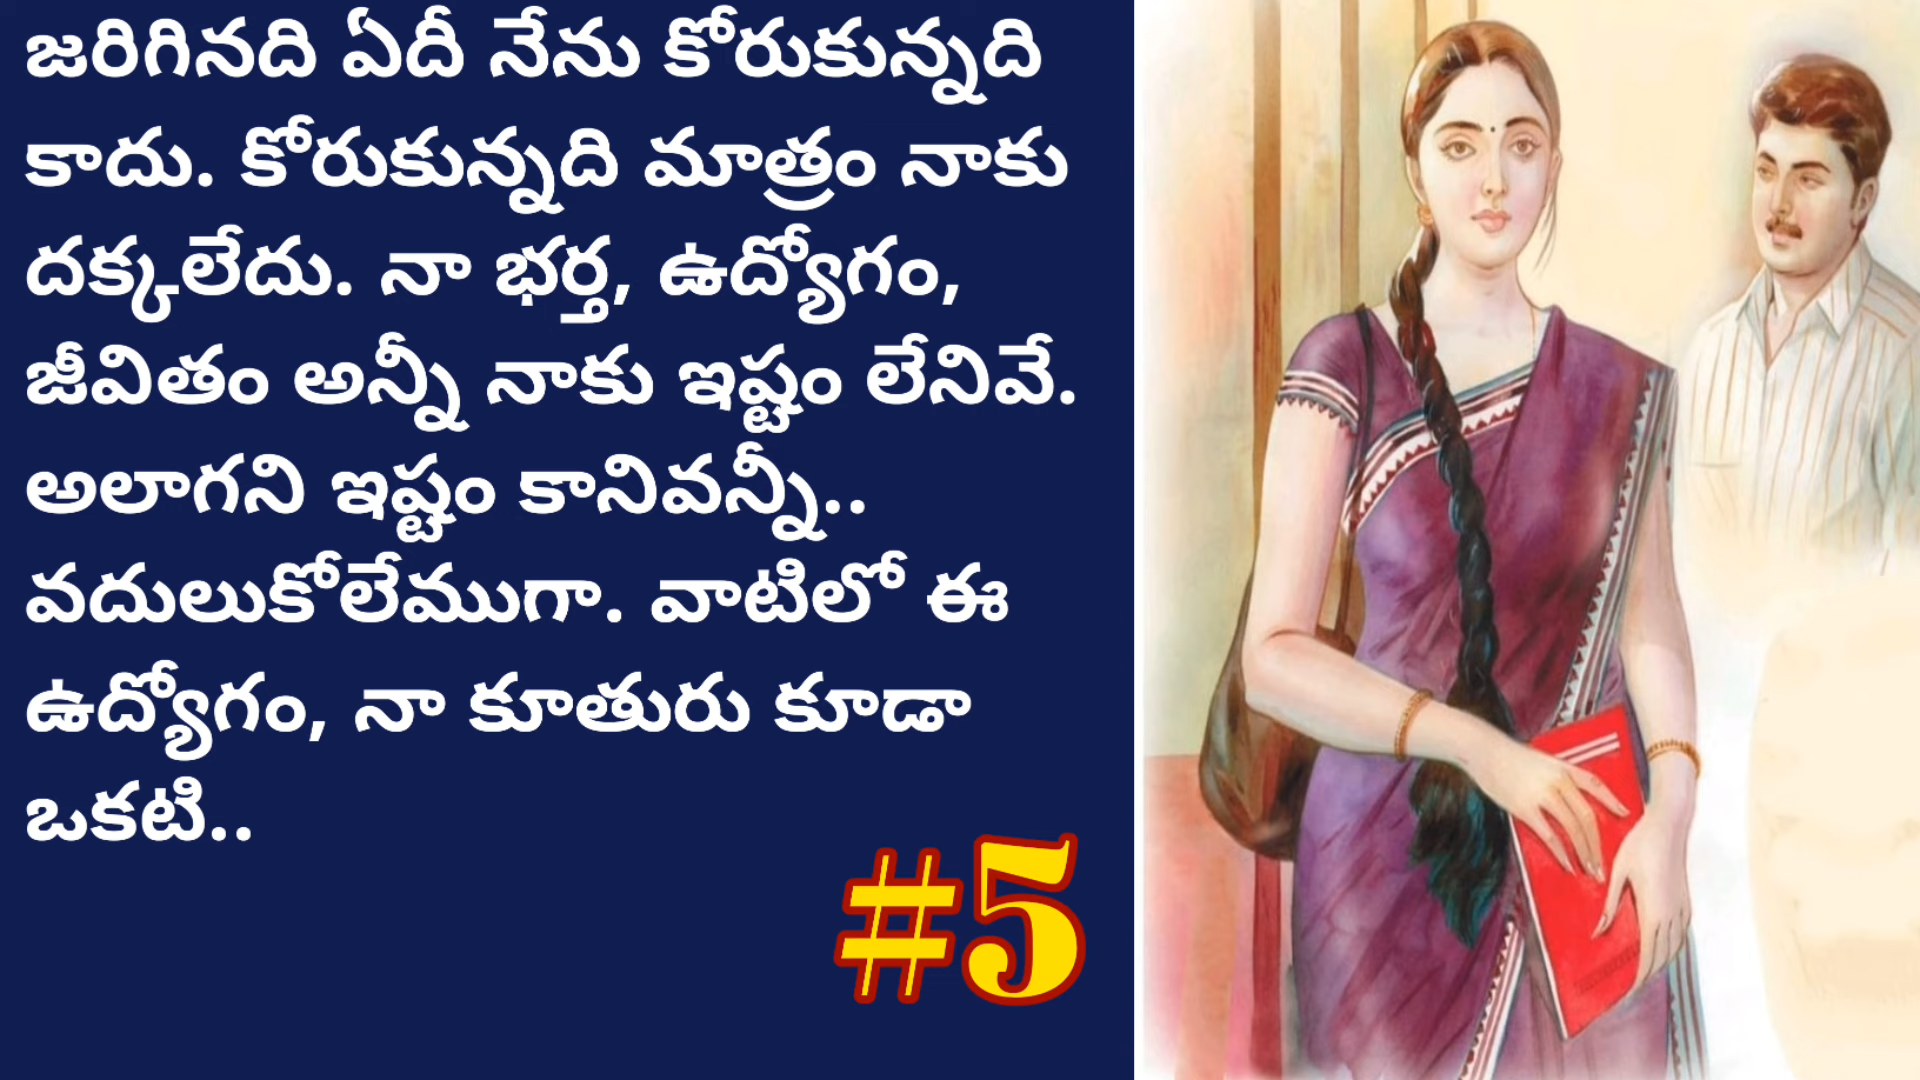 జరిగినది ఏదీ నేను కోరుకున్నది
కాదు. కోరుకున్నది మాత్రం నాకు
దక్కలేదు. నా భర్త, ఉద్యోగం,
జీవితం అన్నీ నాకు ఇష్టం లేనివే.
అలాగని ఇష్టం కానివన్నీ..
వదులుకోలేముగా. వాటిలో ఈ
ఉద్యోగం, నా కూతురు కూడా
ఒకటి..
#5